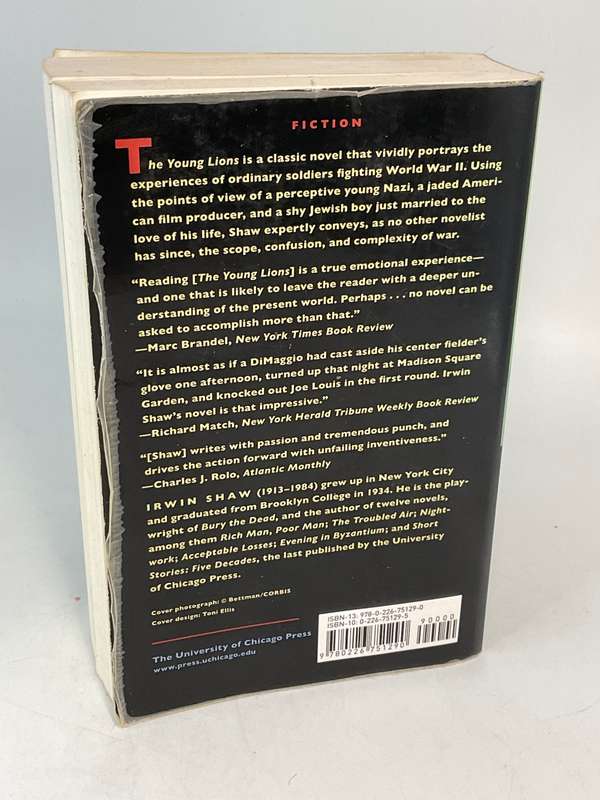 FICTION
The Young Lions is a classic novel that vividly portrays the
experiences of ordinary soldiers fighting World War II. Using
the points of view of a perceptive young Nazi, a jaded Ameri-
can film producer, and a shy Jewish boy just married to the
love of his life, Shaw expertly conveys, as no other novelist
has since, the scope, confusion, and complexity of war.
“Reading [The Young Lions] is a true emotional experience—
and one that is likely to leave the reader with a deeper un-
derstanding of the present world. Perhaps . . . no novel can be
asked to accomplish more than that.”
—Marc Brandel, New York Times Book Review
“It is almost as if a DiMaggio had cast aside his center fielder’s
glove one afternoon, turned up that night at Madison Square
Garden, and knocked out Joe Louis in the first round. Irwin
Shaw’s novel is that impressive.”
—Richard Match, New York Herald Tribune Weekly Book Review
“[Shaw] writes with passion and tremendous punch, and
drives the action forward with unfailing inventiveness.”
—Charles J. Rolo, Atlantic Monthly
IRWIN SHAW (1913–1984) grew up in New York City
and graduated from Brooklyn College in 1934. He is the play-
wright of Bury the Dead, and the author of twelve novels,
among them Rich Man, Poor Man; The Troubled Air; Night-
work; Acceptable Losses; Evening in Byzantium; and Short
Stories: Five Decades, the last published by the University
of Chicago Press.
Cover photograph: © Bettman/CORBIS
Cover design: Toni Ellis
The University of Chicago Press
www.press.uchicago.edu
ISBN-13: 978-0-226-75129-0
ISBN-10: 0-226-75129-5
90000
9 780226 751290